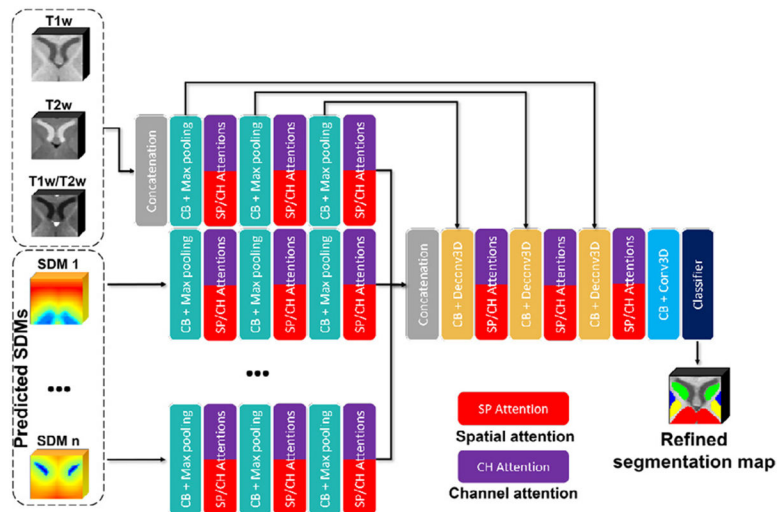 T1w
T2w
T1w/T2w
Predicted SDMs
SDM 1
...
SDM n
Concatenation
CB + Max pooling
SP/CH Attentions
CB + Max pooling
SP/CH Attentions
CB + Max pooling
SP/CH Attentions
CB + Max pooling
SP/CH Attentions
CB + Max pooling
SP/CH Attentions
CB + Max pooling
SP/CH Attentions
...
CB + Max pooling
SP/CH Attentions
CB + Max pooling
SP/CH Attentions
CB + Max pooling
SP/CH Attentions
Concatenation
CB + Deconv3D
SP/CH Attentions
CB + Deconv3D
SP/CH Attentions
CB + Deconv3D
SP/CH Attentions
CB + Conv3D
Classifier
SP Attention
Spatial attention
CH Attention
Channel attention
Refined
segmentation map